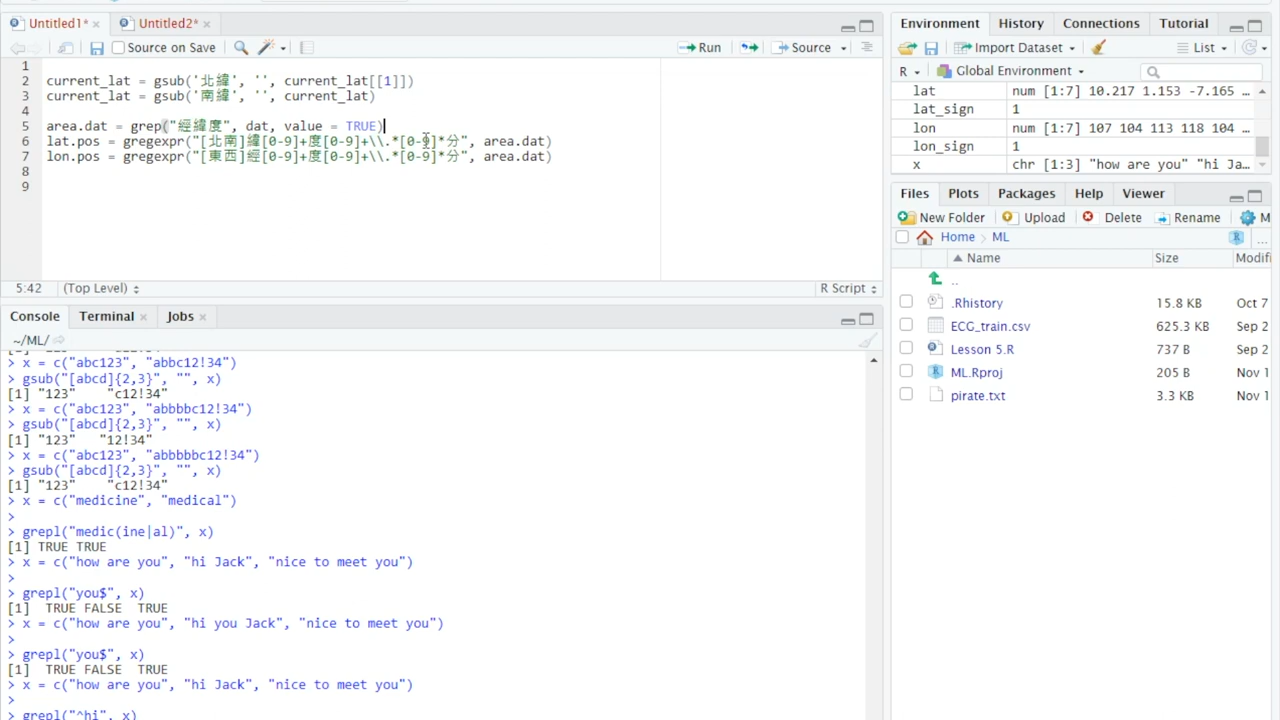 Untitled1*
Untitled2*
Source on Save
Run
Source
1
2 current_lat = gsub('北緯', '', current_lat[[1]])
3 current_lat = gsub('南緯', '', current_lat)
4
5 area.dat = grep("經緯度", dat, value = TRUE)
6 lat.pos = gregexpr("[北南]緯[0-9]+度[0-9]+\\.*[0-9]*分", area.dat)
7 lon.pos = gregexpr("[東西]經[0-9]+度[0-9]+\\.*[0-9]*分", area.dat)
8
9
5:42 (Top Level) R Script
Console Terminal Jobs
~/ML/
> x = c("abc123", "abbc12!34")
> gsub("[abcd]{2,3}", "", x)
[1] "123" "c12!34"
> x = c("abc123", "abbbbc12!34")
> gsub("[abcd]{2,3}", "", x)
[1] "123" "12!34"
> x = c("abc123", "abbbbbc12!34")
> gsub("[abcd]{2,3}", "", x)
[1] "123" "c12!34"
> x = c("medicine", "medical")
>
> grepl("medic(ine|al)", x)
[1] TRUE TRUE
> x = c("how are you", "hi Jack", "nice to meet you")
>
> grepl("you$", x)
[1] TRUE FALSE TRUE
> x = c("how are you", "hi you Jack", "nice to meet you")
>
> grepl("you$", x)
[1] TRUE FALSE TRUE
> x = c("how are you", "hi Jack", "nice to meet you")
>
> grepl("^hi", x)
Environment History Connections Tutorial
Import Dataset List
R Global Environment
lat num [1:7] 10.217 1.153 -7.165 …
lat_sign 1
lon num [1:7] 107 104 113 118 104 …
lon_sign 1
x chr [1:3] "how are you" "hi Ja…
Files Plots Packages Help Viewer
New Folder Upload Delete Rename M
Home ML ...
Name Size Modifi
..
.Rhistory 15.8 KB Oct 7
ECG_train.csv 625.3 KB Sep 2
Lesson 5.R 737 B Sep 2
ML.Rproj 205 B Nov 1
pirate.txt 3.3 KB Nov 1